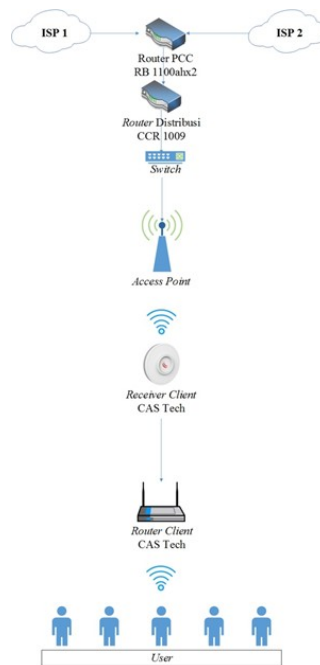 ISP 1
ISP 2
Router PCC
RB 1100ahx2
Router Distribusi
CCR 1009
Switch
Access Point
Receiver Client
CAS Tech
Router Client
CAS Tech
User